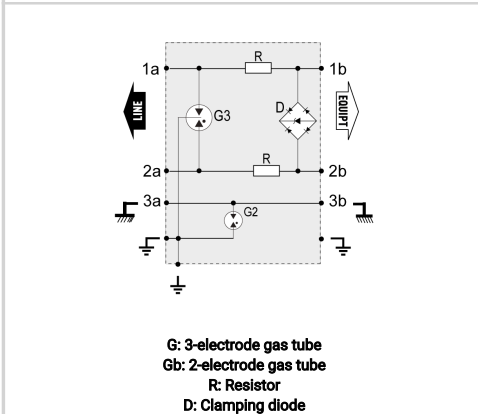 R
1a
1b
LINE
G3
D
EQUIPT
R
2a
2b
3a
3b
G2
G: 3-electrode gas tube
Gb: 2-electrode gas tube
R: Resistor
D: Clamping diode